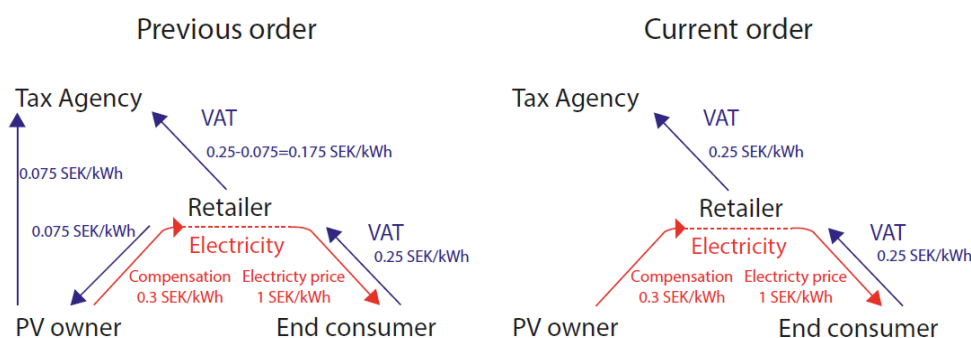 Previous order
Tax Agency
VAT
0.25-0.075=0.175 SEK/kWh
0.075 SEK/kWh
Retailer
0.075 SEK/kWh
Electricity
VAT
0.25 SEK/kWh
Compensation
0.3 SEK/kWh
Electricty price
1 SEK/kWh
PV owner
End consumer
Current order
Tax Agency
VAT
0.25 SEK/kWh
Retailer
Electricity
VAT
0.25 SEK/kWh
Compensation
0.3 SEK/kWh
Electricty price
1 SEK/kWh
PV owner
End consumer